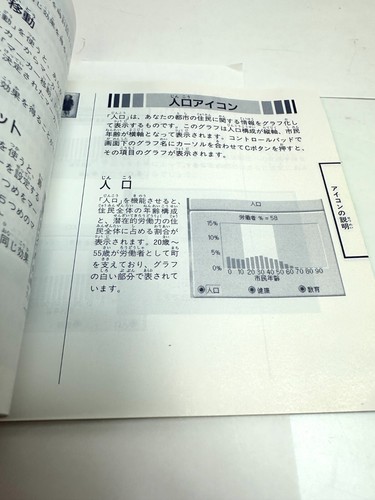 移動
ット
人口アイコン
「人口」は、あなたの都市の住民に関する情報をグラフ化し
て表示するものです。このグラフは人口構成が縦軸、市民
年齢が横軸となって表示されます。コントロールパッドで
画面下のグラフ名にカーソルを合わせてCボタンを押すと、
その項目のグラフが表示されます。
じん こう
人 口
「人口」を機能させると、
住民全体の年齢構成
と、潜在的労働力の住
民全体に占める割合が
表示されます。20歳〜
55歳が労働者として町
を支えており、グラフ
の白い部分で表されて
います。
人口
労働者 % = 58
15%
10%
5%
0%
0 10 20 30 40 50 60 70 80 90
市民年齢
人口 健康 教育
アイコンの説明